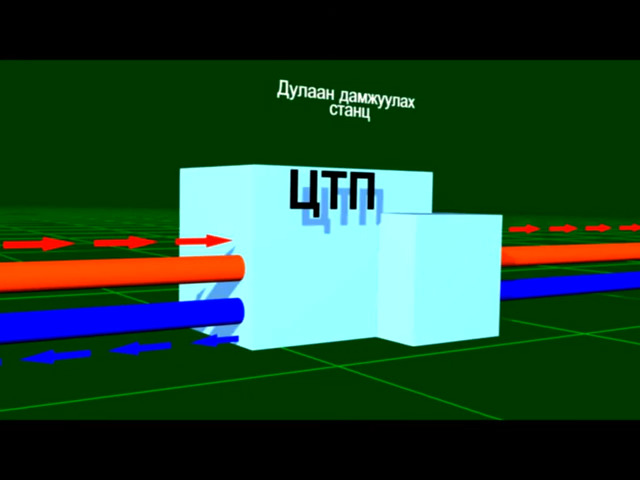 Дулаан дамжуулах
станц
ЦТП